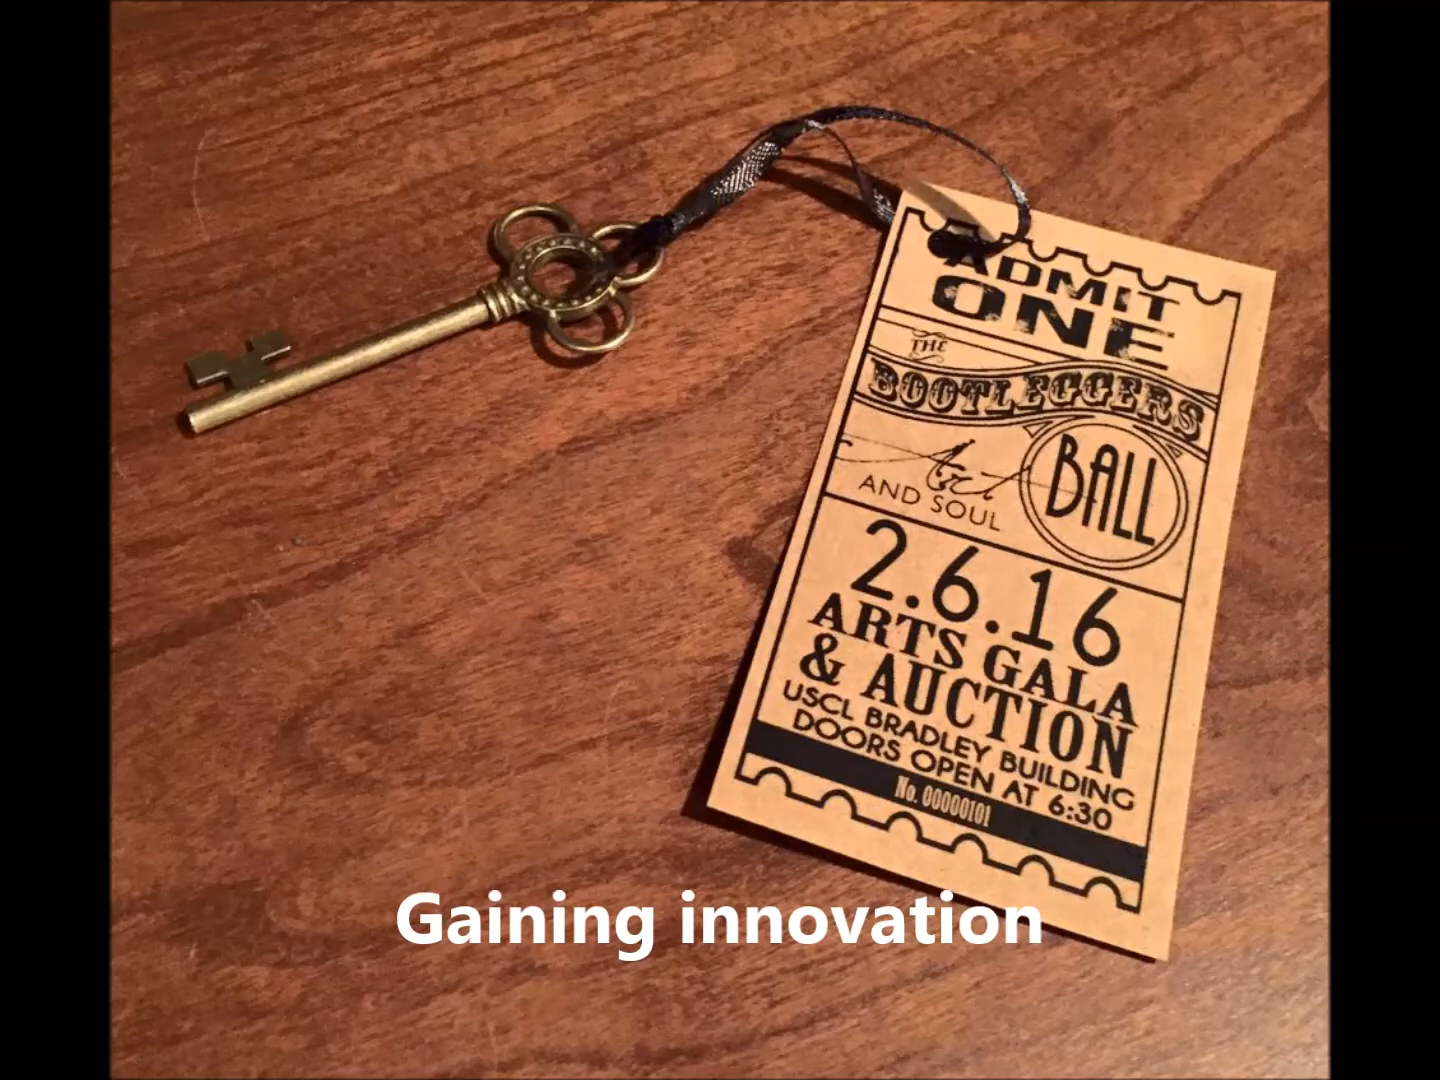 ADMIT
ONE
THE
BOOTLEGGERS
Art
AND SOUL
BALL
2.6.16
ARTS GALA
& AUCTION
USCL BRADLEY BUILDING
DOORS OPEN AT 6:30
No. 00000101
Gaining innovation